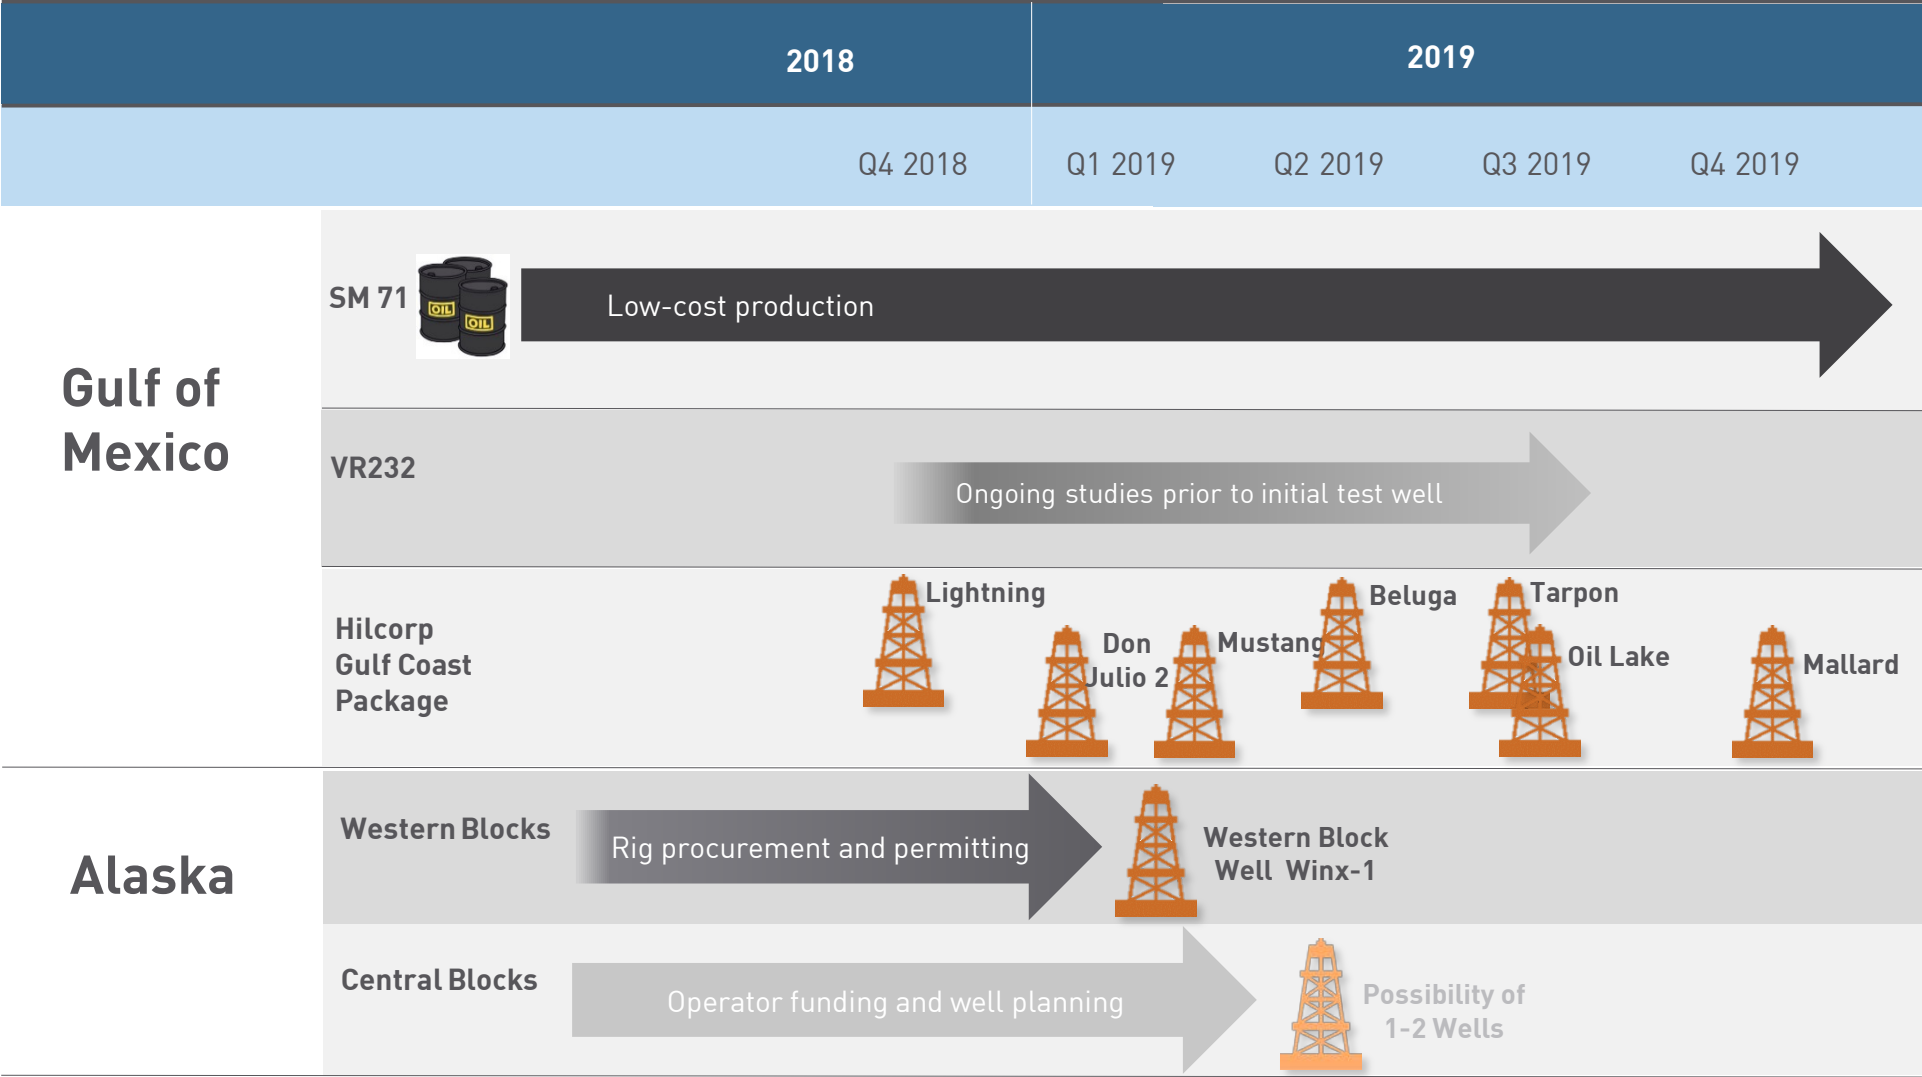 2018
2019
Q4 2018
Q1 2019
Q2 2019
Q3 2019
Q4 2019
Gulf of
Mexico
SM 71
OIL
OIL
Low-cost production
VR232
Ongoing studies prior to initial test well
Hilcorp
Gulf Coast
Package
Lightning
Don
Julio 2
Mustang
Beluga
Tarpon
Oil Lake
Mallard
Alaska
Western Blocks
Rig procurement and permitting
Western Block
Well Winx-1
Central Blocks
Operator funding and well planning
Possibility of
1-2 Wells